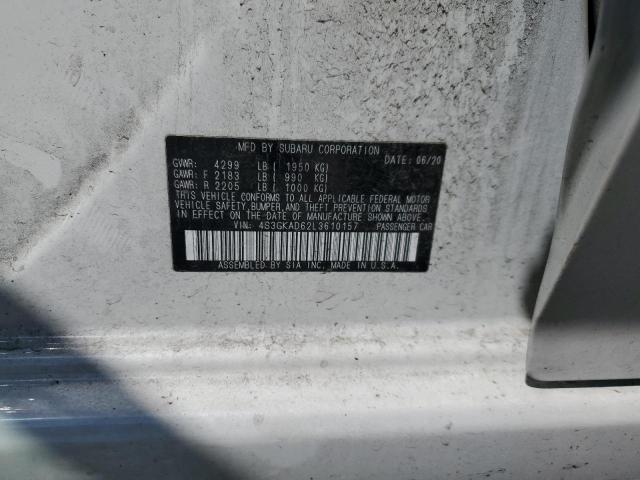 MFD BY SUBARU CORPORATION
DATE: 06/20
GVWR: 4299 LB ( 1950 KG)
GAWR: F 2183 LB ( 990 KG)
GAWR: R 2205 LB ( 1000 KG)
THIS VEHICLE CONFORMS TO ALL APPLICABLE FEDERAL MOTOR
VEHICLE SAFETY, BUMPER, AND THEFT PREVENTION STANDARDS
IN EFFECT ON THE DATE OF MANUFACTURE SHOWN ABOVE.
VIN: 4S3GKAD62L3610157 PASSENGER CAR
ASSEMBLED BY SIA INC, MADE IN U.S.A.